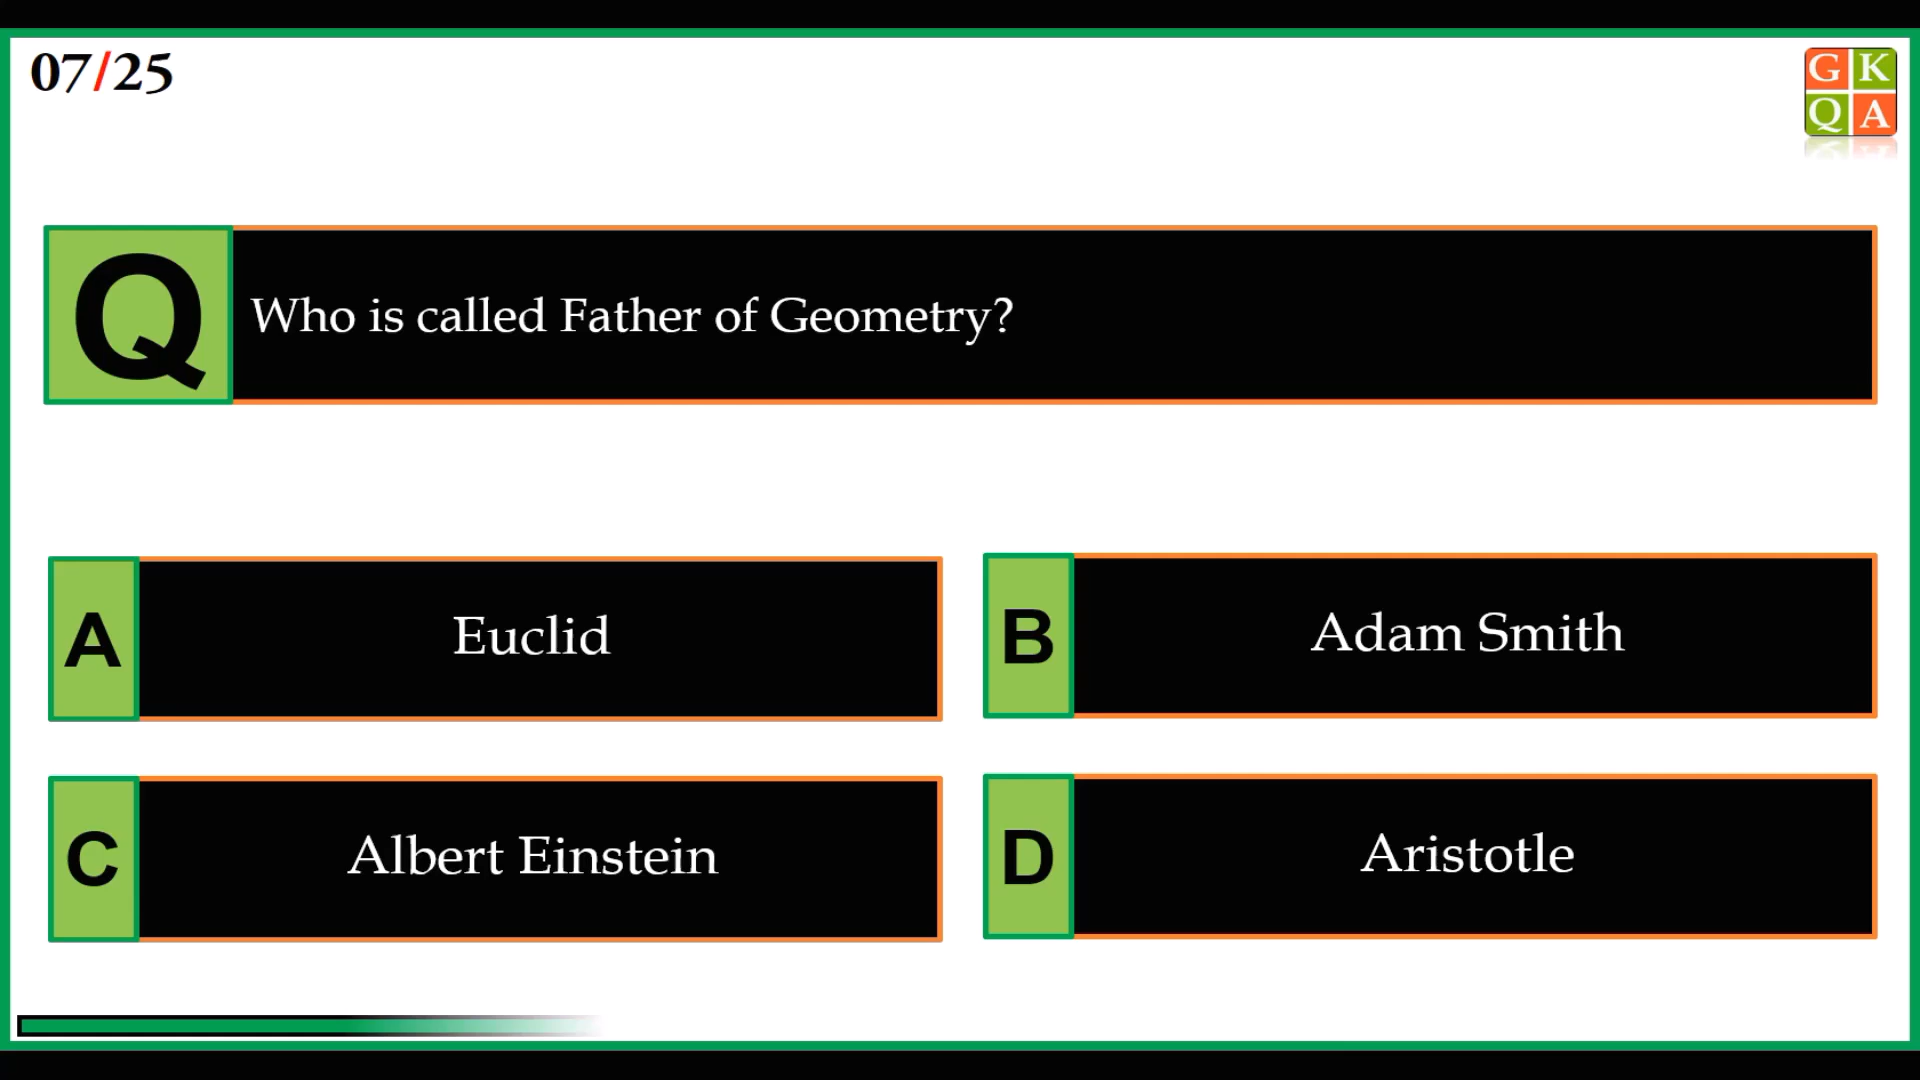 07/25
G K
Q A
Q
Who is called Father of Geometry?
A
Euclid
B
Adam Smith
C
Albert Einstein
D
Aristotle